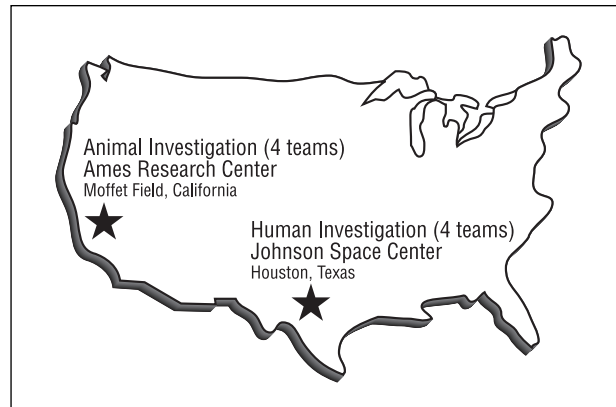 Animal Investigation (4 teams)
Ames Research Center
Moffet Field, California
Human Investigation (4 teams)
Johnson Space Center
Houston, Texas